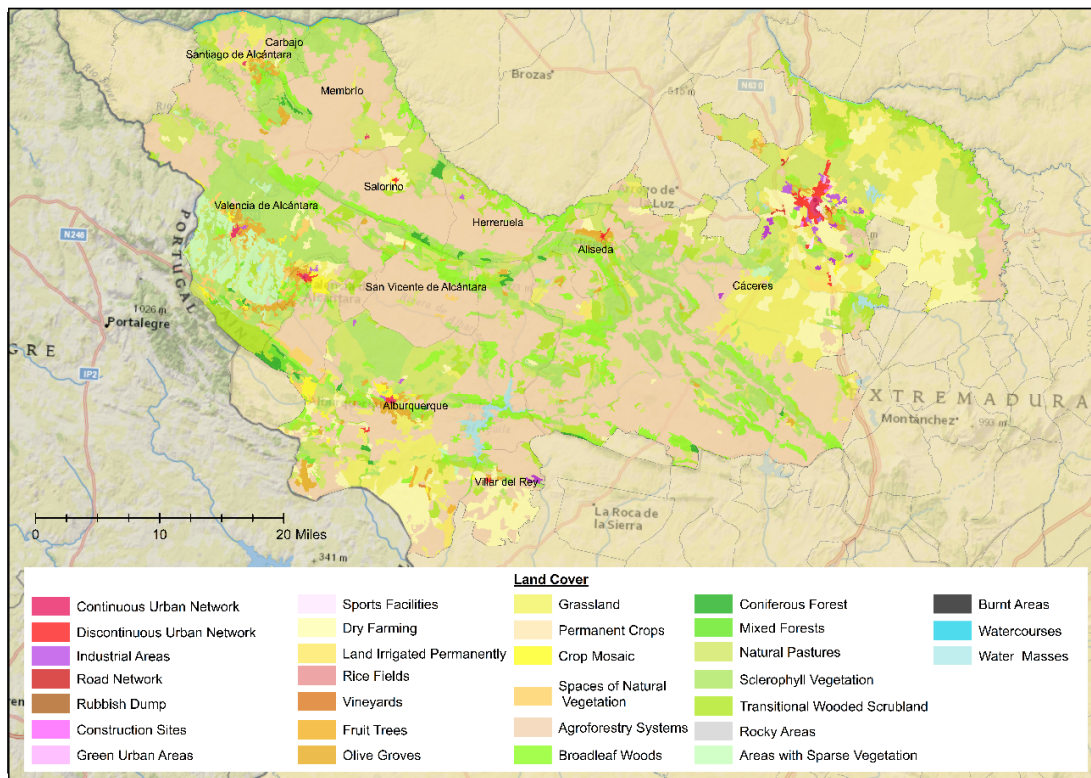 Carbajo
Santiago de Alcántara
Membrío
Brozas
515 m
N630
Salorino
Arroyo de
la Luz
Valencia de Alcántara
Herreruela
PORTUGAL
N246
Aliseda
San Vicente de Alcántara
Cáceres
1026 m
Portalegre
GRE
IP2
EXTREMADURA
Montánchez
Alburquerque
Villar del Rey
La Roca de
la Sierra
0 10 20 Miles
341 m
Land Cover
Continuous Urban Network
Discontinuous Urban Network
Industrial Areas
Road Network
Rubbish Dump
Construction Sites
Green Urban Areas
Sports Facilities
Dry Farming
Land Irrigated Permanently
Rice Fields
Vineyards
Fruit Trees
Olive Groves
Grassland
Permanent Crops
Crop Mosaic
Spaces of Natural
Vegetation
Agroforestry Systems
Broadleaf Woods
Coniferous Forest
Mixed Forests
Natural Pastures
Sclerophyll Vegetation
Transitional Wooded Scrubland
Rocky Areas
Areas with Sparse Vegetation
Burnt Areas
Watercourses
Water Masses